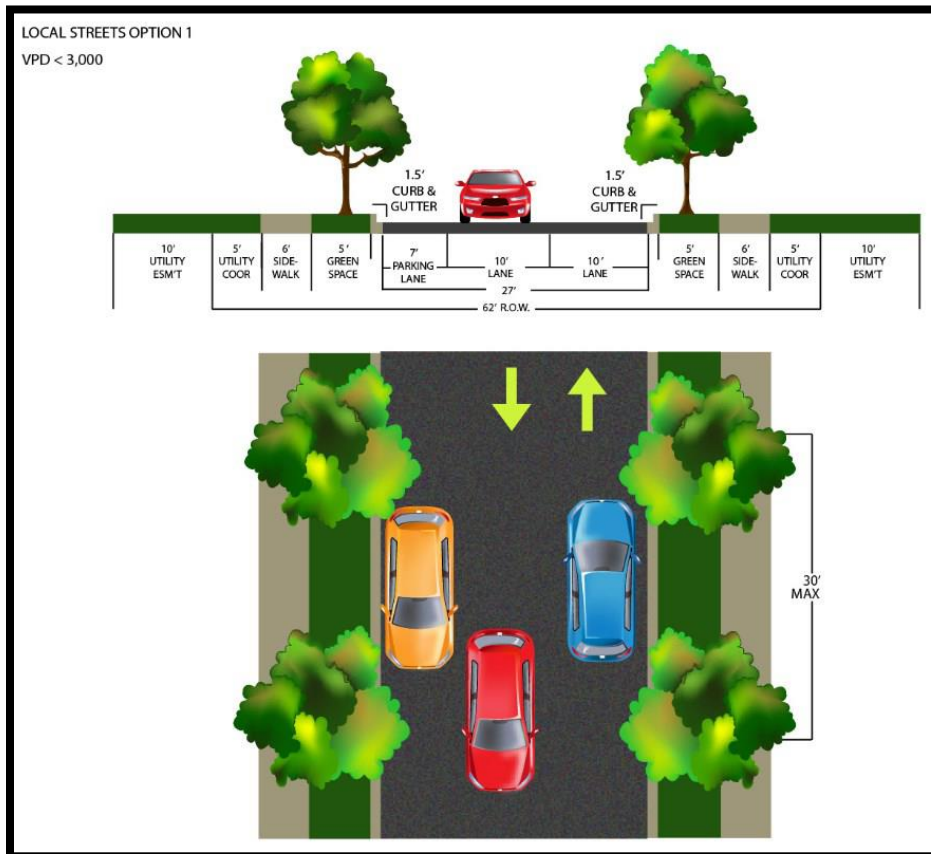 LOCAL STREETS OPTION 1
VPD < 3,000
1.5'
CURB &
GUTTER
1.5'
CURB &
GUTTER
10'
UTILITY
ESM'T
5'
UTILITY
COOR
6'
SIDE-
WALK
5'
GREEN
SPACE
7'
PARKING
LANE
10'
LANE
10'
LANE
5'
GREEN
SPACE
6'
SIDE-
WALK
5'
UTILITY
COOR
10'
UTILITY
ESM'T
27'
62' R.O.W.
30'
MAX